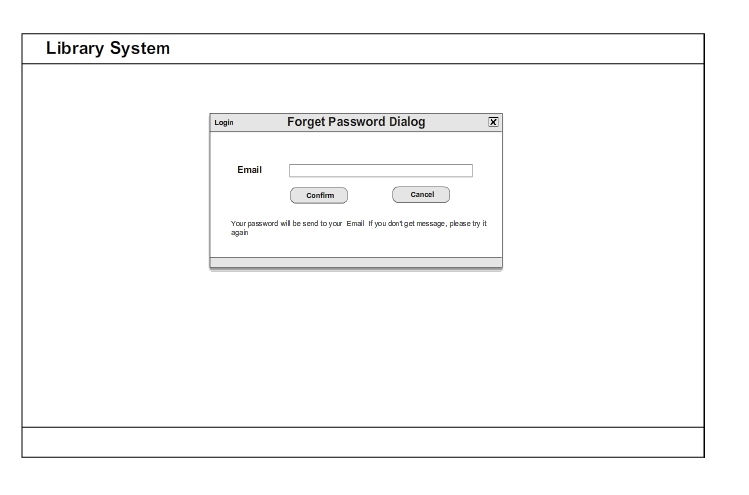 Library System
Login Forget Password Dialog X
Email
Confirm Cancel
Your password will be send to your Email If you don't get message, please try it
again